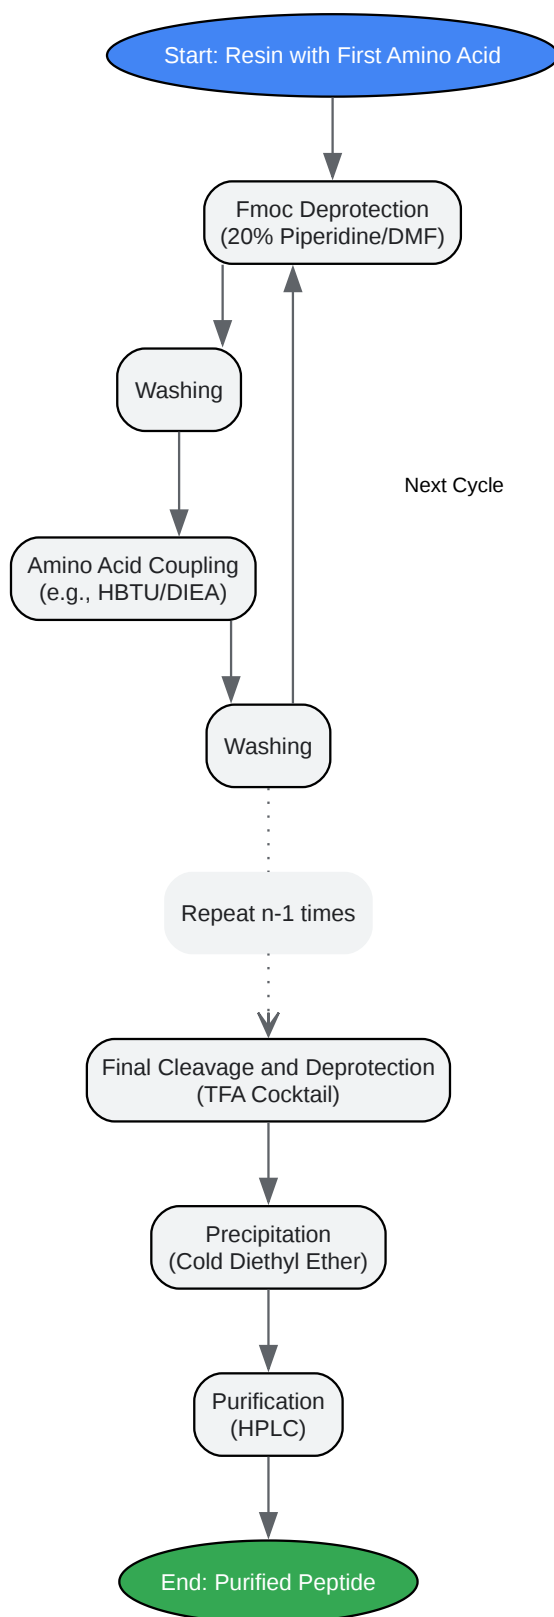 Start: Resin with First Amino Acid
Fmoc Deprotection
(20% Piperidine/DMF)
Washing
Next Cycle
Amino Acid Coupling
(e.g., HBTU/DIEA)
Washing
Repeat n-1 times
Final Cleavage and Deprotection
(TFA Cocktail)
Precipitation
(Cold Diethyl Ether)
Purification
(HPLC)
End: Purified Peptide